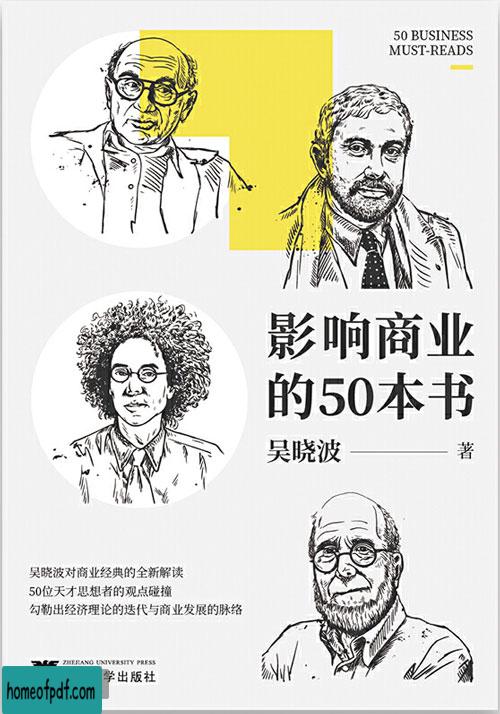 50 BUSINESS
MUST-READS
影响商业
的50本书
吴晓波 著
吴晓波对商业经典的全新解读
50位天才思想者的观点碰撞
勾勒出经济理论的迭代与商业发展的脉络
ZHEJIANG UNIVERSITY PRESS
学出版社
homeofpdf.com